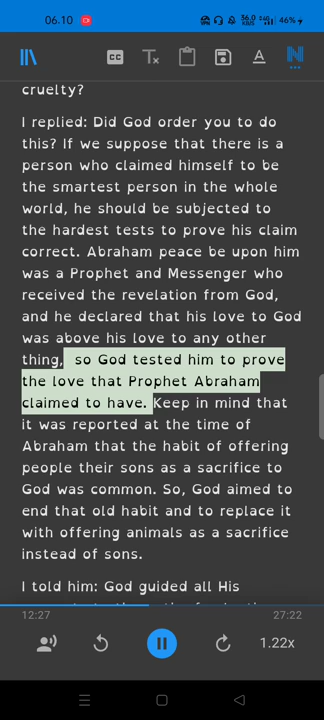 06.10
36.0
46%
CC
cruelty?
I replied: Did God order you to do
this? If we suppose that there is a
person who claimed himself to be
the smartest person in the whole
world, he should be subjected to
the hardest tests to prove his claim
correct. Abraham peace be upon him
was a Prophet and Messenger who
received the revelation from God,
and he declared that his love to God
was above his love to any other
thing, so God tested him to prove
the love that Prophet Abraham
claimed to have. Keep in mind that
it was reported at the time of
Abraham that the habit of offering
people their sons as a sacrifice to
God was common. So, God aimed to
end that old habit and to replace it
with offering animals as a sacrifice
instead of sons.
I told him: God guided all His
12:27
27:22
1.22x